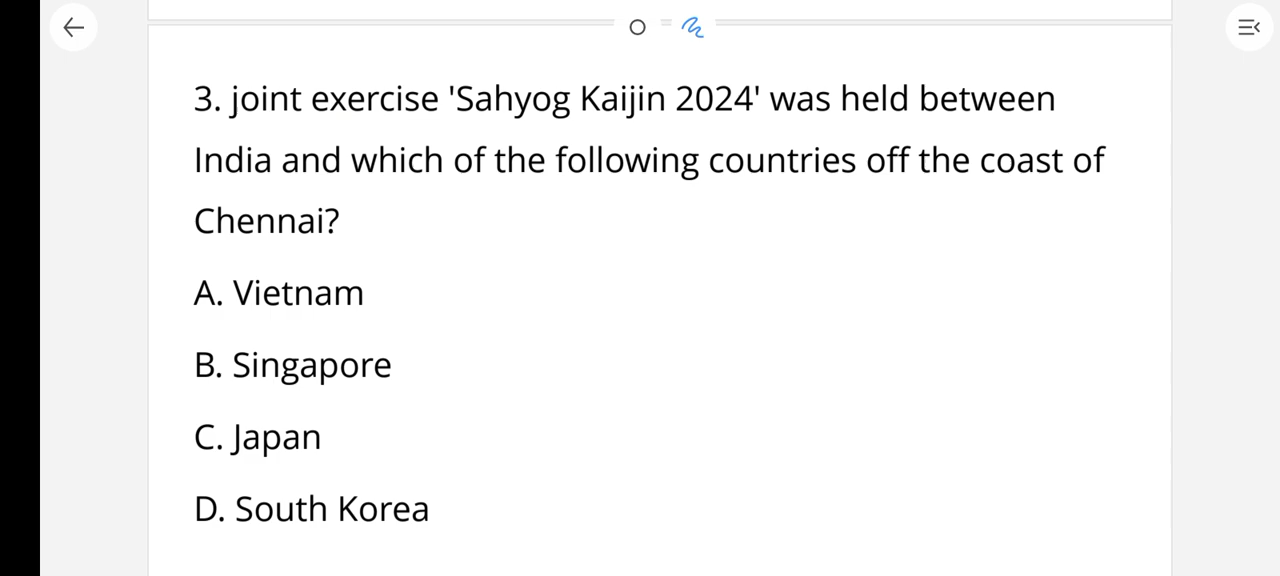 3. joint exercise 'Sahyog Kaijin 2024' was held between
India and which of the following countries off the coast of
Chennai?
A. Vietnam
B. Singapore
C. Japan
D. South Korea